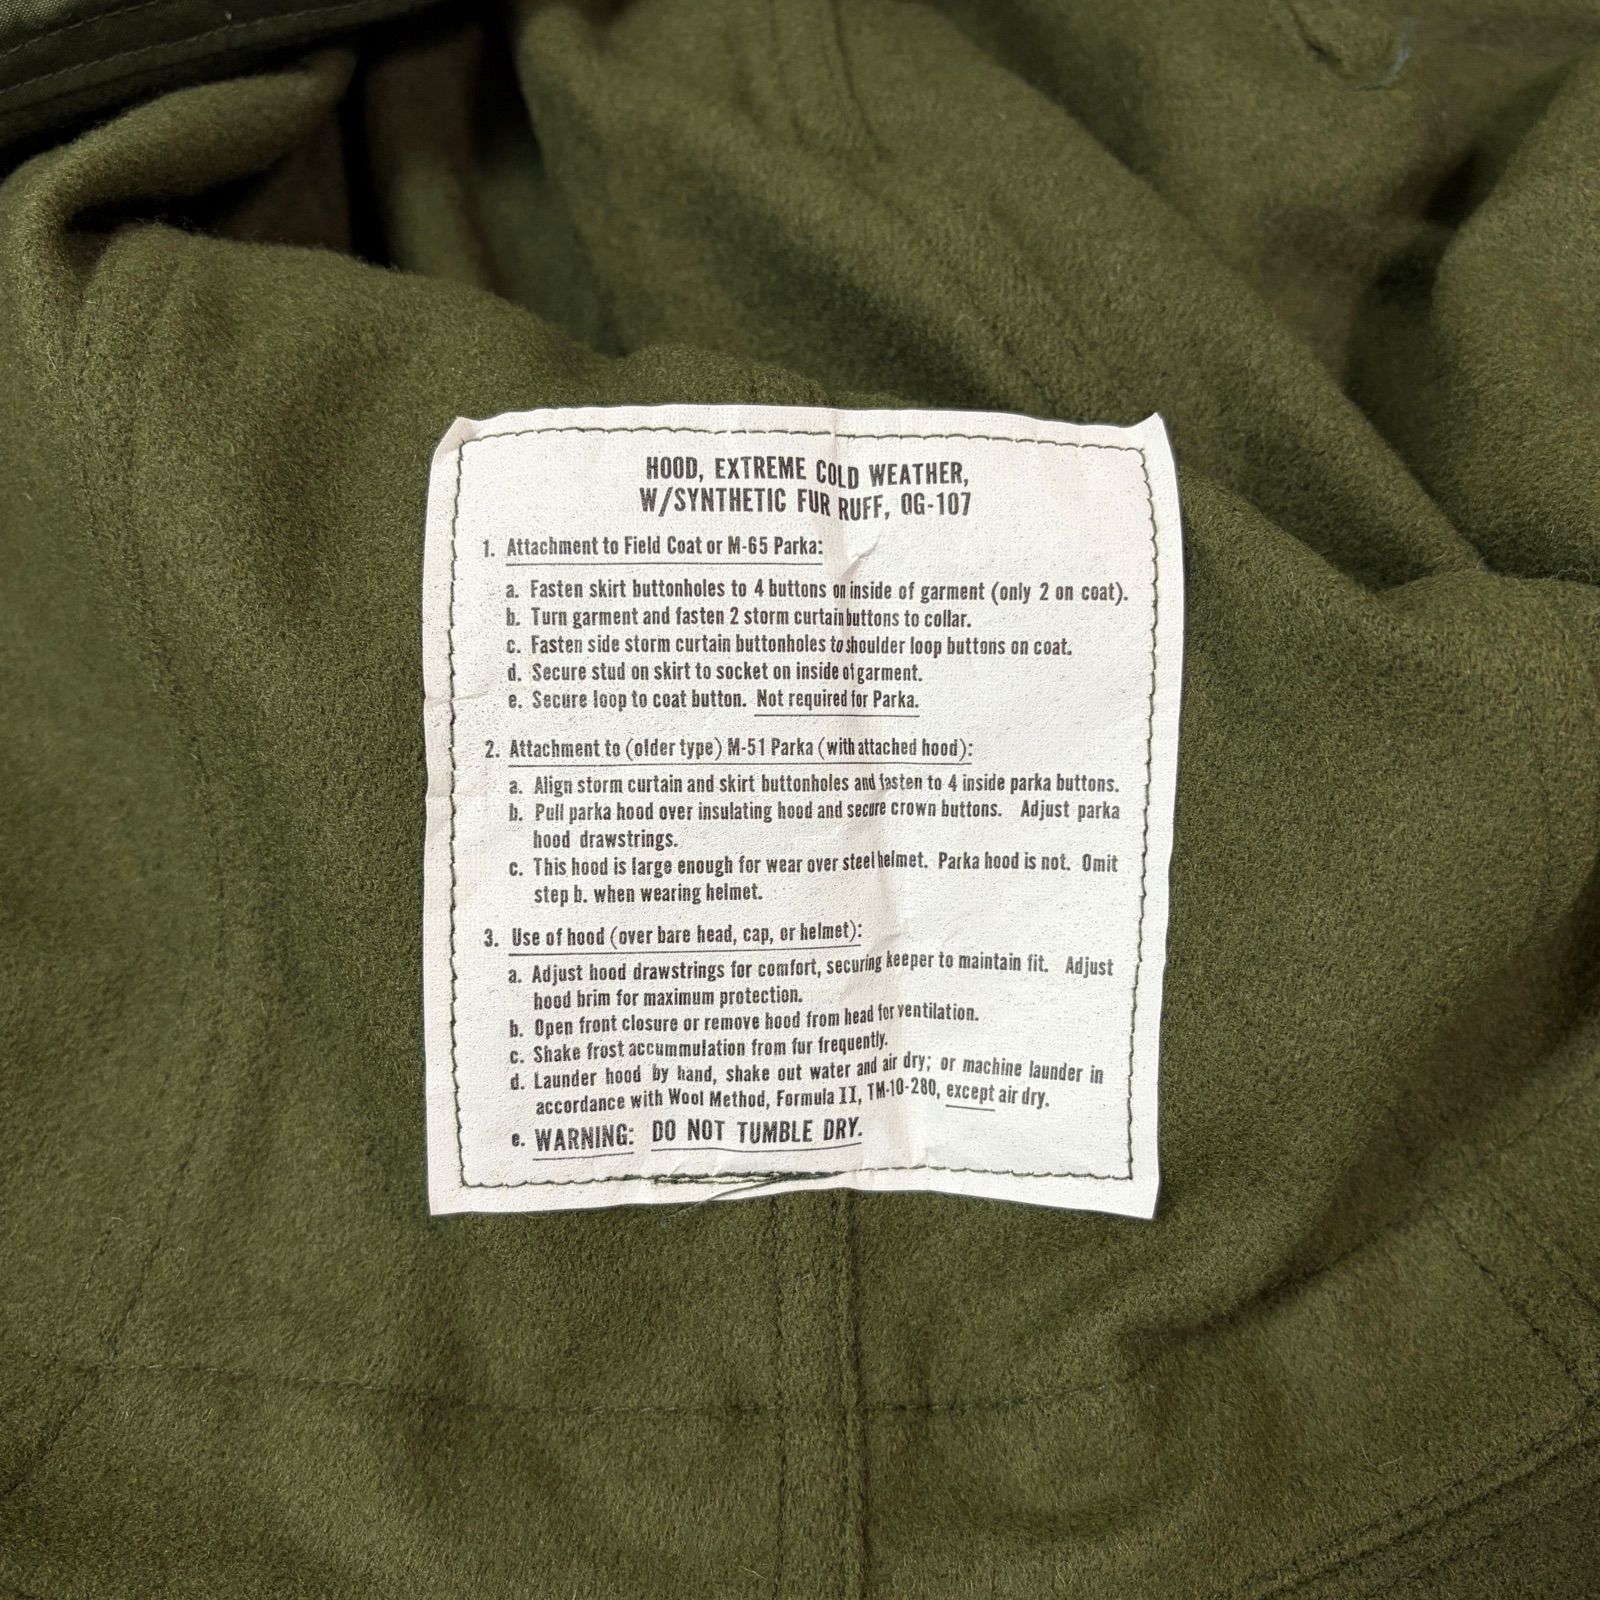 HOOD, EXTREME COLD WEATHER,
W/SYNTHETIC FUR RUFF, OG-107
1. Attachment to Field Coat or M-65 Parka:
a. Fasten skirt buttonholes to 4 buttons on inside of garment (only 2 on coat).
b. Turn garment and fasten 2 storm curtain buttons to collar.
c. Fasten side storm curtain buttonholes to shoulder loop buttons on coat.
d. Secure stud on skirt to socket on inside of garment.
e. Secure loop to coat button. Not required for Parka.
2. Attachment to (older type) M-51 Parka (with attached hood):
a. Align storm curtain and skirt buttonholes and fasten to 4 inside parka buttons.
b. Pull parka hood over insulating hood and secure crown buttons. Adjust parka
hood drawstrings.
c. This hood is large enough for wear over steel helmet. Parka hood is not. Omit
step b. when wearing helmet.
3. Use of hood (over bare head, cap, or helmet):
a. Adjust hood drawstrings for comfort, securing keeper to maintain fit. Adjust
hood brim for maximum protection.
b. Open front closure or remove hood from head for ventilation.
c. Shake frost accummulation from fur frequently.
d. Launder hood by hand, shake out water and air dry; or machine launder in
accordance with Wool Method, Formula II, TM-10-280, except air dry.
e. WARNING: DO NOT TUMBLE DRY.